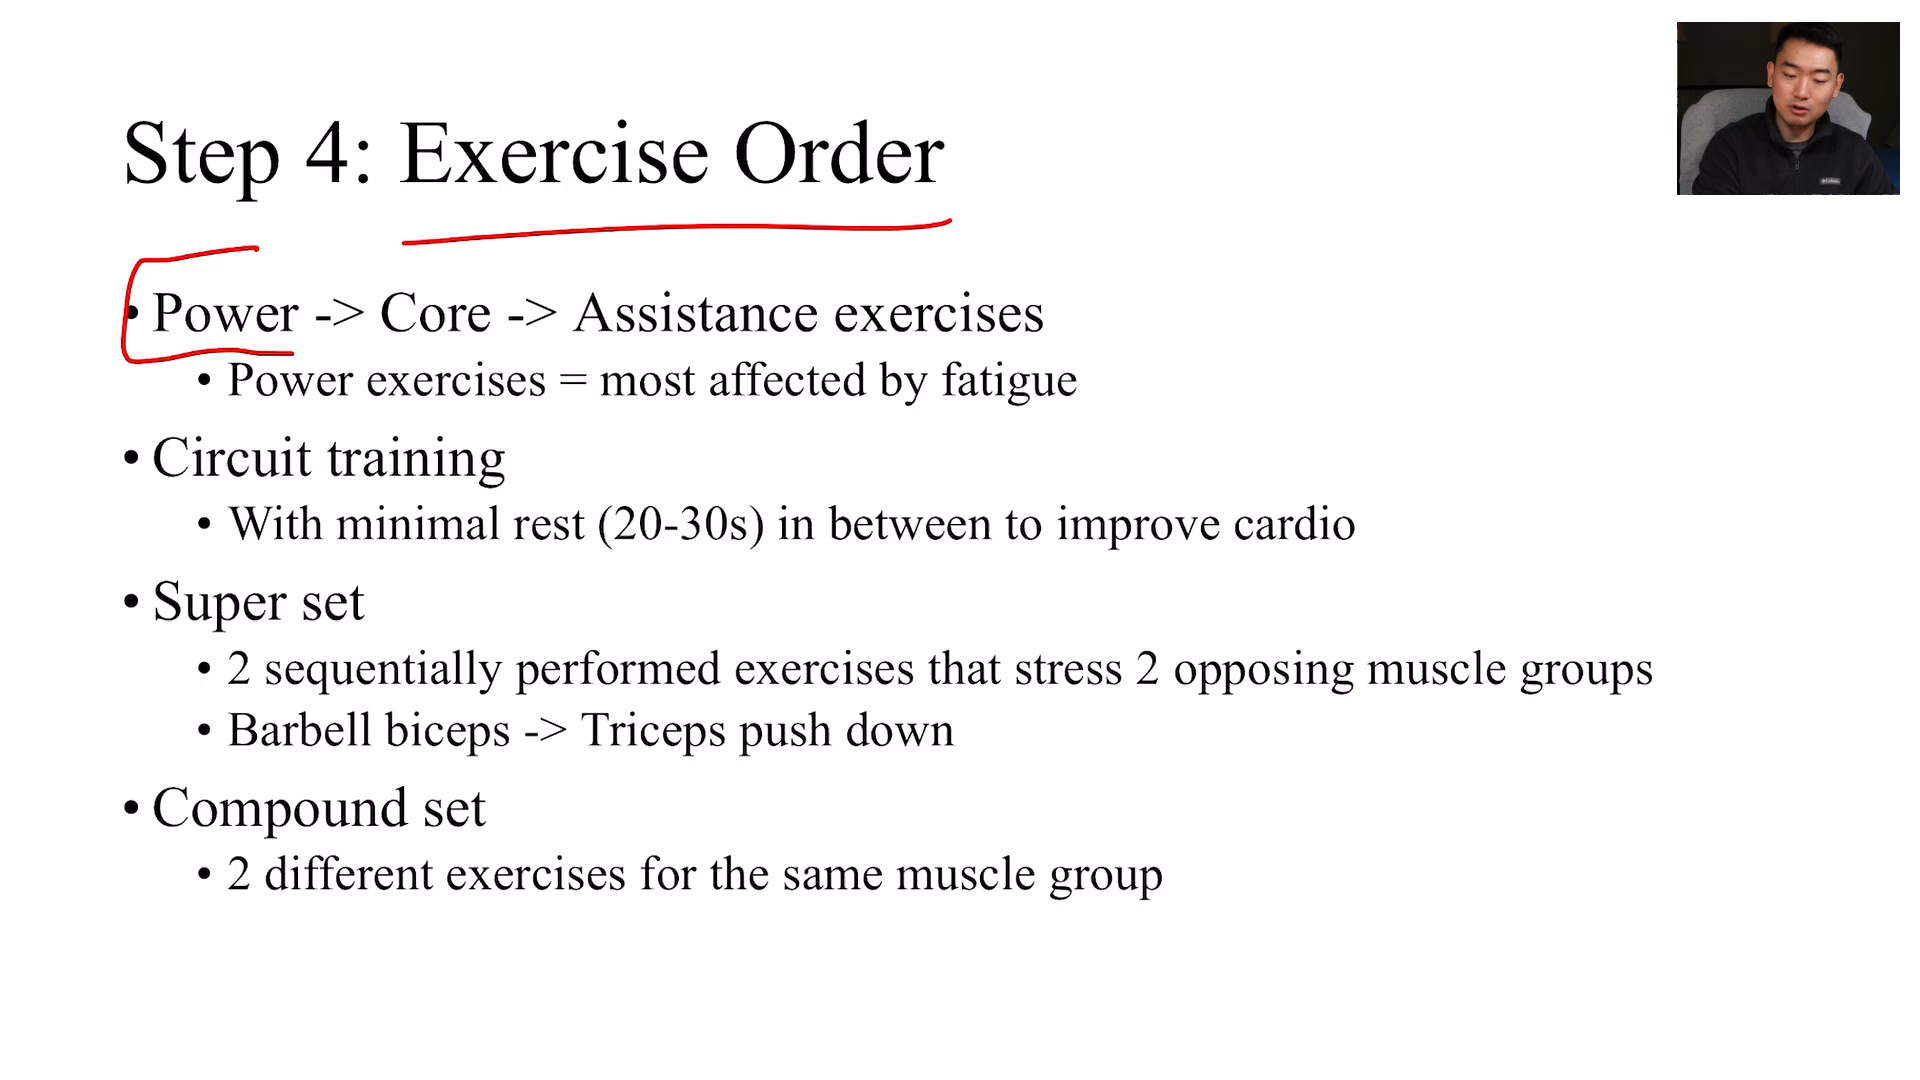 Step 4: Exercise Order
• Power -> Core -> Assistance exercises
• Power exercises = most affected by fatigue
• Circuit training
• With minimal rest (20-30s) in between to improve cardio
• Super set
• 2 sequentially performed exercises that stress 2 opposing muscle groups
• Barbell biceps -> Triceps push down
• Compound set
• 2 different exercises for the same muscle group